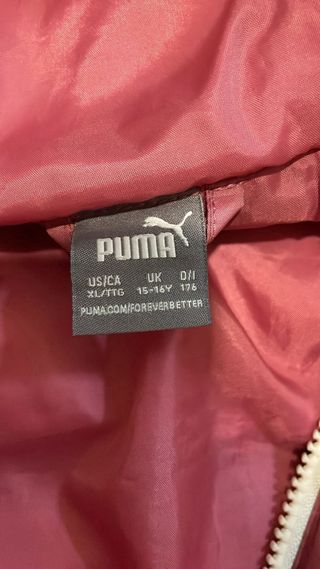 PUMA
US/CA UK D/I
XL/TTG 15-16Y 176
PUMA.COM/FOREVERBETTER